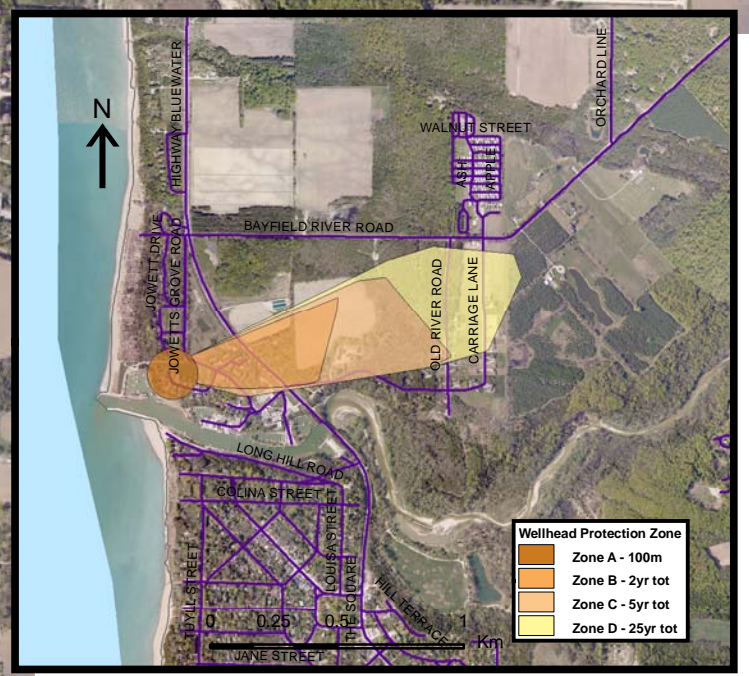 N
HIGHWAY BLUEWATER
ORCHARD LINE
WALNUT STREET
ASH
APPLE
JOWETT DRIVE
JOWETTS GROVE ROAD
BAYFIELD RIVER ROAD
OLD RIVER ROAD
CARRIAGE LANE
LONG HILL ROAD
COLINA STREET
TUYLL STREET
LOUISA STREET
THE SQUARE
HILL TERRACE
JANE STREET
0 0.25 0.5 1
Km
Wellhead Protection Zone
Zone A - 100m
Zone B - 2yr tot
Zone C - 5yr tot
Zone D - 25yr tot